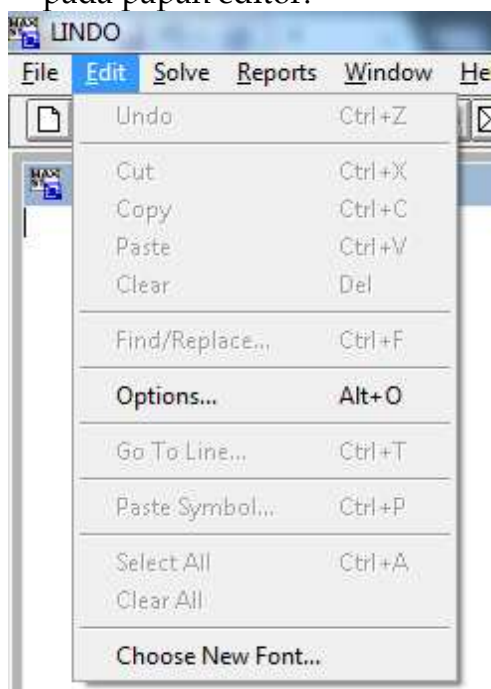 pada papan editor.
LINDO
File Edit Solve Reports Window He
Undo Ctrl+Z
Cut Ctrl+X
Copy Ctrl+C
Paste Ctrl+V
Clear Del
Find/Replace... Ctrl+F
Options... Alt+O
Go To Line... Ctrl+T
Paste Symbol... Ctrl+P
Select All Ctrl+A
Clear All
Choose New Font...